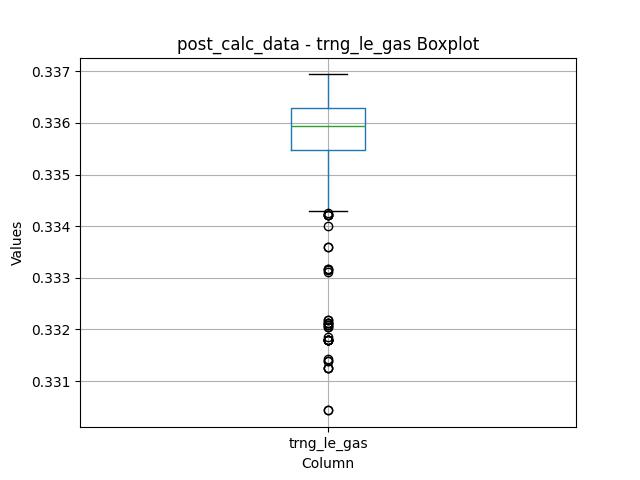 post_calc_data - trng_le_gas Boxplot
0.337
0.336
0.335
0.334
0.333
0.332
0.331
Values
trng_le_gas
Column